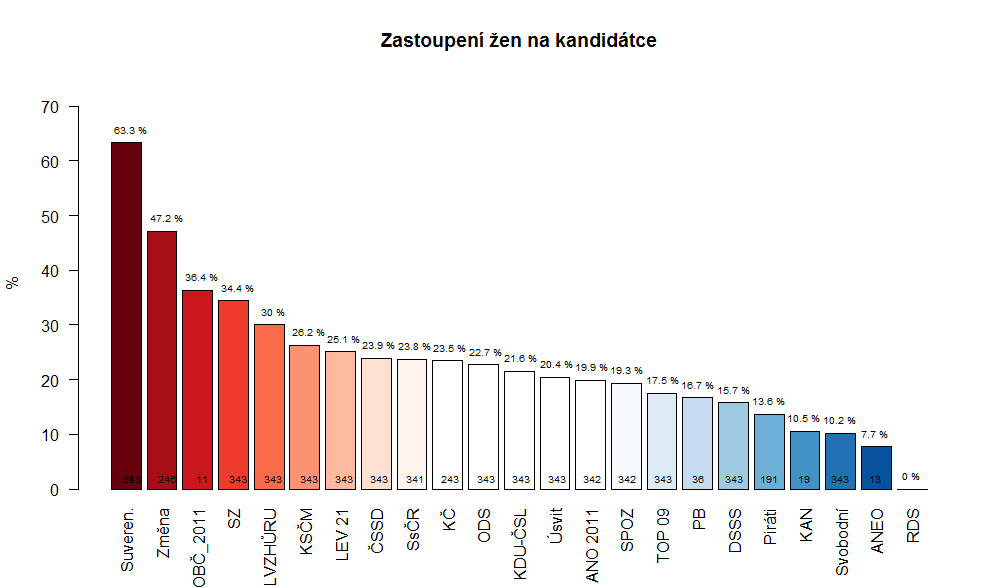 Zastoupení žen na kandidátce
%
70
60
50
40
30
20
10
0
63.3 %
47.2 %
36.4 %
34.4 %
30 %
26.2 %
25.1 %
23.9 %
23.8 %
23.5 %
22.7 %
21.6 %
20.4 %
19.9 %
19.3 %
17.5 %
16.7 %
15.7 %
13.6 %
10.5 %
10.2 %
7.7 %
0 %
246
11
343
343
343
343
343
341
243
343
343
343
342
342
343
36
343
191
19
343
13
Suveren.
Změna
OBČ_2011
SZ
LVZHŮRU
KSČM
LEV 21
ČSSD
SsČR
KČ
ODS
KDU-ČSL
Úsvit
ANO 2011
SPOZ
TOP 09
PB
DSSS
Piráti
KAN
Svobodní
ANEO
RDS